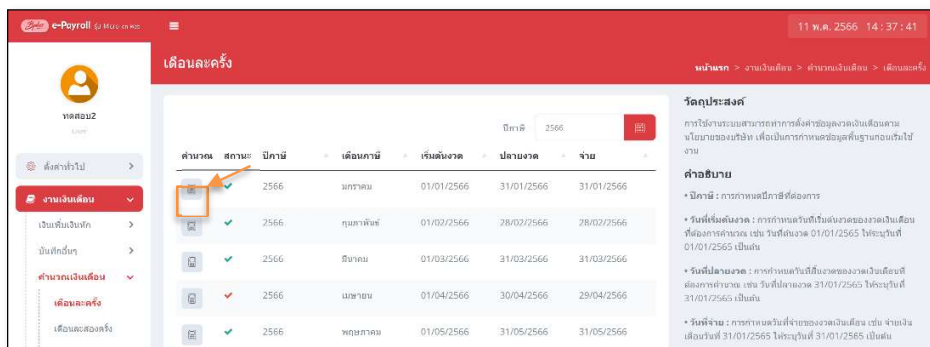 e-Payroll
11 พ.ค. 2566 14 : 37 : 41
เดือนละครั้ง
หน้าแรก > งานเงินเดือน > คำนวณเงินเดือน > เดือนละครั้ง
ทดสอบ2
ตั้งค่าทั่วไป
งานเงินเดือน
เงินเพิ่มเงินหัก
บันทึกอื่นๆ
คำนวณเงินเดือน
เดือนละครั้ง
เดือนละสองครั้ง
ปีภาษี 2566
คำนวณ สถานะ ปีภาษี เดือนภาษี เริ่มต้นงวด ปลายงวด จ่าย
2566 มกราคม 01/01/2566 31/01/2566 31/01/2566
2566 กุมภาพันธ์ 01/02/2566 28/02/2566 28/02/2566
2566 มีนาคม 01/03/2566 31/03/2566 31/03/2566
2566 เมษายน 01/04/2566 30/04/2566 29/04/2566
2566 พฤษภาคม 01/05/2566 31/05/2566 31/05/2566
วัตถุประสงค์
การใช้งานระบบสามารถทำการตั้งค่าข้อมูลงวดเงินเดือนตาม
นโยบายของบริษัท เพื่อเป็นการกำหนดข้อมูลพื้นฐานก่อนเริ่มใช้
งาน
คำอธิบาย
• ปีภาษี : การกำหนดปีภาษีที่ต้องการ
• วันที่เริ่มต้นงวด : การกำหนดวันที่เริ่มต้นงวดของงวดเงินเดือน
ที่ต้องการคำนวณ เช่น วันที่ต้นงวด 01/01/2565 ให้ระบุวันที่
01/01/2565 เป็นต้น
• วันที่ปลายงวด : การกำหนดวันที่สิ้นงวดของงวดเงินเดือนที่
ต้องการคำนวณ เช่น วันที่ปลายงวด 31/01/2565 ให้ระบุวันที่
31/01/2565 เป็นต้น
• วันที่จ่าย : การกำหนดวันที่จ่ายของงวดเงินเดือน เช่น จ่ายเงิน
เดือนวันที่ 31/01/2565 ให้ระบุวันที่ 31/01/2565 เป็นต้น